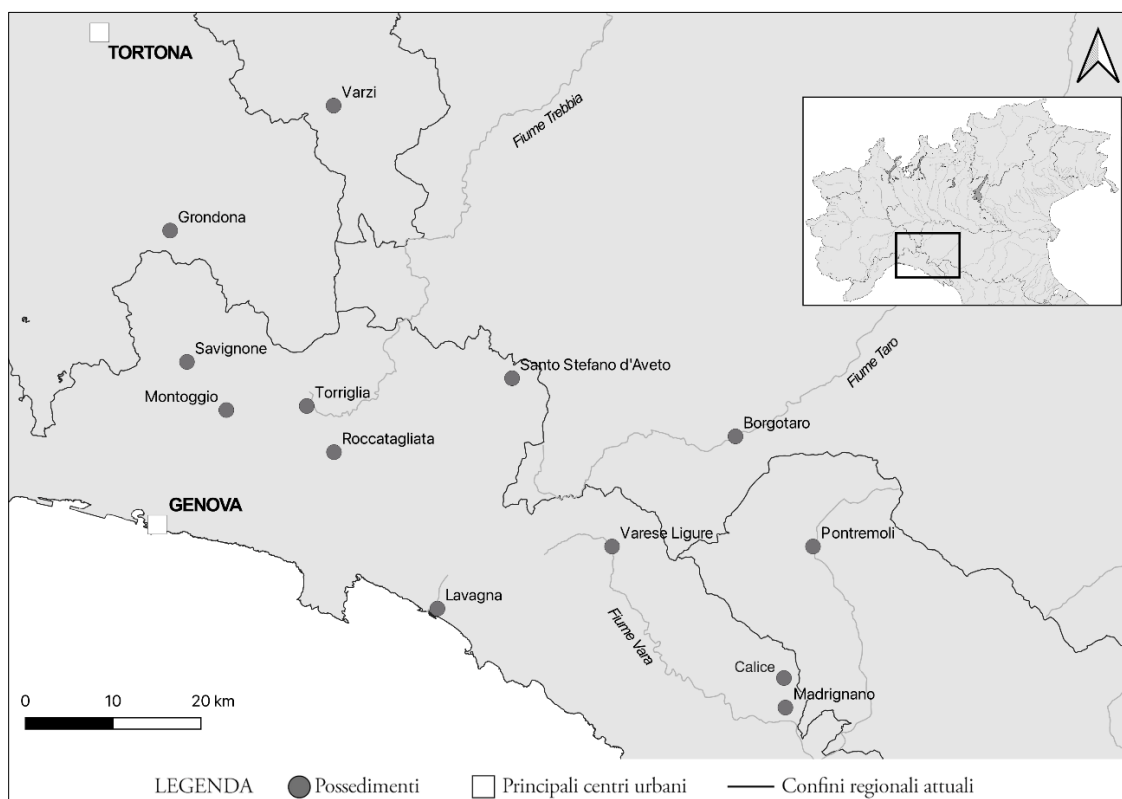 TORTONA
Varzi
Fiume Trebbia
Grondona
Savignone
Santo Stefano d'Aveto
Fiume Taro
Montoggio
Torriglia
Borgotaro
Roccatagliata
GENOVA
Varese Ligure
Pontremoli
Lavagna
Fiume Vara
Calice
Madrignano
0 10 20 km
LEGENDA Possedimenti Principali centri urbani Confini regionali attuali